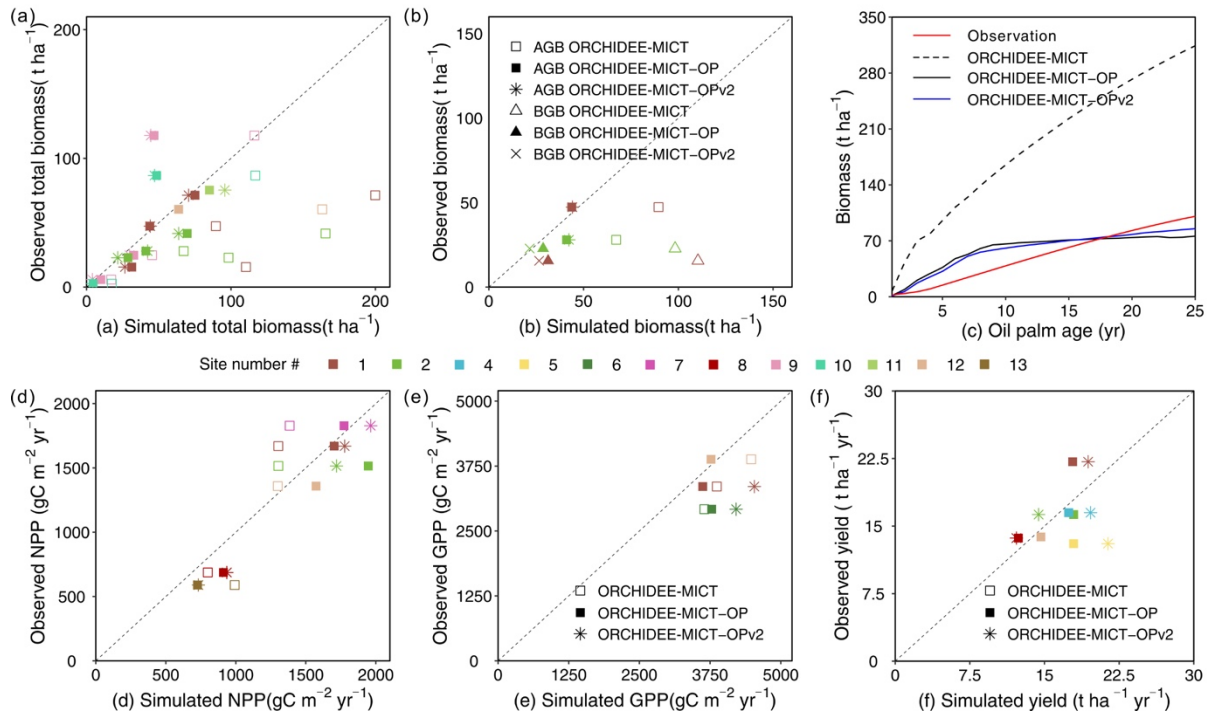 (a)
Observed total biomass( t ha−1)
200
100
0
0 100 200
(a) Simulated total biomass(t ha−1)
(b)
Observed biomass( t ha−1)
150
100
50
0
AGB ORCHIDEE-MICT
AGB ORCHIDEE-MICT−OP
AGB ORCHIDEE-MICT−OPv2
BGB ORCHIDEE-MICT
BGB ORCHIDEE-MICT−OP
BGB ORCHIDEE-MICT−OPv2
0 50 100 150
(b) Simulated biomass(t ha−1)
Biomass (t ha−1)
350
280
210
140
70
0
Observation
ORCHIDEE-MICT
ORCHIDEE-MICT-OP
ORCHIDEE-MICT-OPv2
0 5 10 15 20 25
(c) Oil palm age (yr)
Site number # 1 2 4 5 6 7 8 9 10 11 12 13
(d)
Observed NPP (gC m−2 yr−1)
2000
1500
1000
500
0
0 500 1000 1500 2000
(d) Simulated NPP(gC m−2 yr−1)
(e)
Observed GPP (gC m−2 yr−1)
5000
3750
2500
1250
0
ORCHIDEE-MICT
ORCHIDEE-MICT−OP
ORCHIDEE-MICT−OPv2
0 1250 2500 3750 5000
(e) Simulated GPP(gC m−2 yr−1)
(f)
Observed yield ( t ha−1 yr−1)
30
22.5
15
7.5
0
ORCHIDEE-MICT
ORCHIDEE-MICT−OP
ORCHIDEE-MICT−OPv2
0 7.5 15 22.5 30
(f) Simulated yield (t ha−1 yr−1)